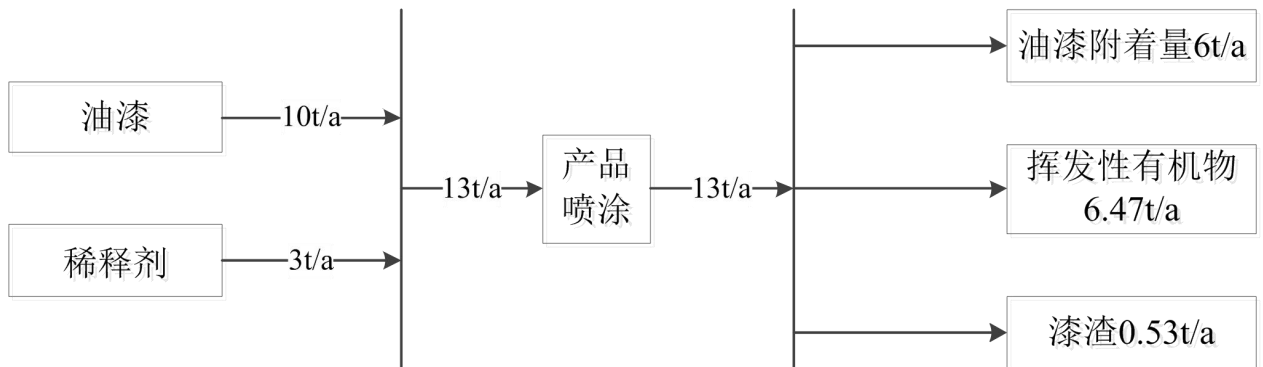 油漆
10t/a
稀释剂
3t/a
13t/a
产品
喷涂
13t/a
油漆附着量6t/a
挥发性有机物
6.47t/a
漆渣0.53t/a